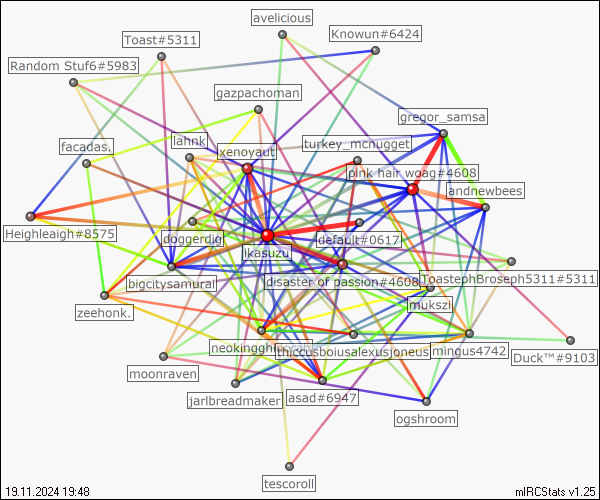 avelicious
Knowun#6424
Toast#5311
Random Stuf6#5983
gazpachoman
gregor_samsa
lahnk
turkey_mcnugget
facadas.
xenoyaut
pink hair woag#4608
andnewbees
Heighleaigh#8575
doggerdig
default#0617
likasuzu
bigcitysamurai
disaster of passion#4608
ToastephBroseph5311#5311
mukszi
zeehonk.
thiccusboiusalexusjoneus
mingus4742
moonraven
Duck™#9103
jarlbreadmaker
asad#6947
ogshroom
tescoroll
19.11.2024 19:48
mIRCStats v1.25